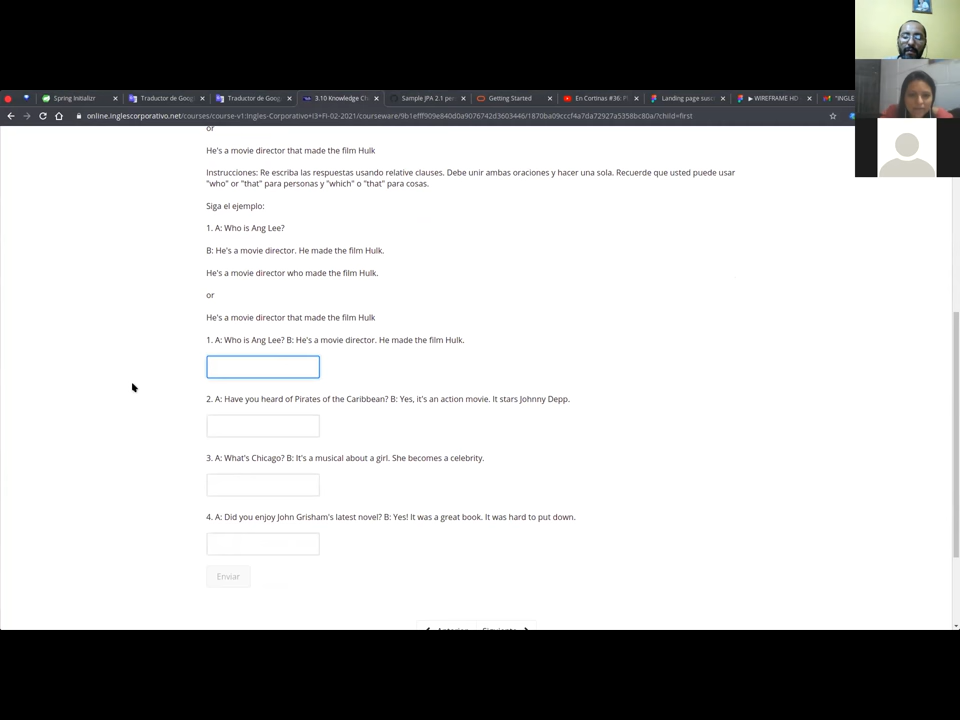 Spring Initializr
Traductor de Goog
Traductor de Goog
3.10 Knowledge Ch
Sample JPA 2.1 per
Getting Started
En Cortinas #36: P
Landing page sus
▶ WIREFRAME HD
"INGLE
online.inglescorporativo.net/courses/course-v1:Ingles-Corporativo+I3+FI-02-2021/courseware/9b1efff909e840d0a9076742d3603446/1870ba09cccf4a7da72927a5358bc80a/?child=first
or
He's a movie director that made the film Hulk
Instrucciones: Re escriba las respuestas usando relative clauses. Debe unir ambas oraciones y hacer una sola. Recuerde que usted puede usar
"who" or "that" para personas y "which" o "that" para cosas.
Siga el ejemplo:
1. A: Who is Ang Lee?
B: He's a movie director. He made the film Hulk.
He's a movie director who made the film Hulk.
or
He's a movie director that made the film Hulk
1. A: Who is Ang Lee? B: He's a movie director. He made the film Hulk.
2. A: Have you heard of Pirates of the Caribbean? B: Yes, it's an action movie. It stars Johnny Depp.
3. A: What's Chicago? B: It's a musical about a girl. She becomes a celebrity.
4. A: Did you enjoy John Grisham's latest novel? B: Yes! It was a great book. It was hard to put down.
Enviar
Anterior Siguiente